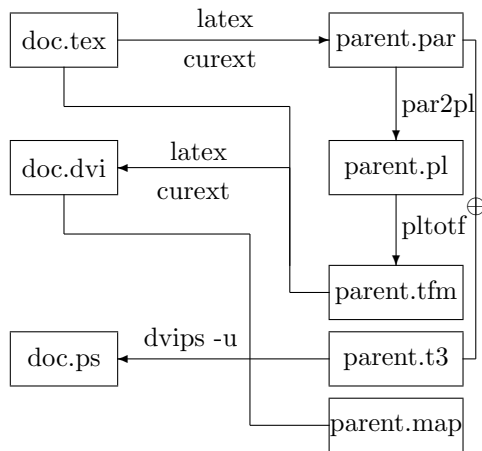 latex
doc.tex parent.par
curext
par2pl
latex
doc.dvi parent.pl
curext
pltotf
⊕
parent.tfm
dvips -u
doc.ps parent.t3
parent.map